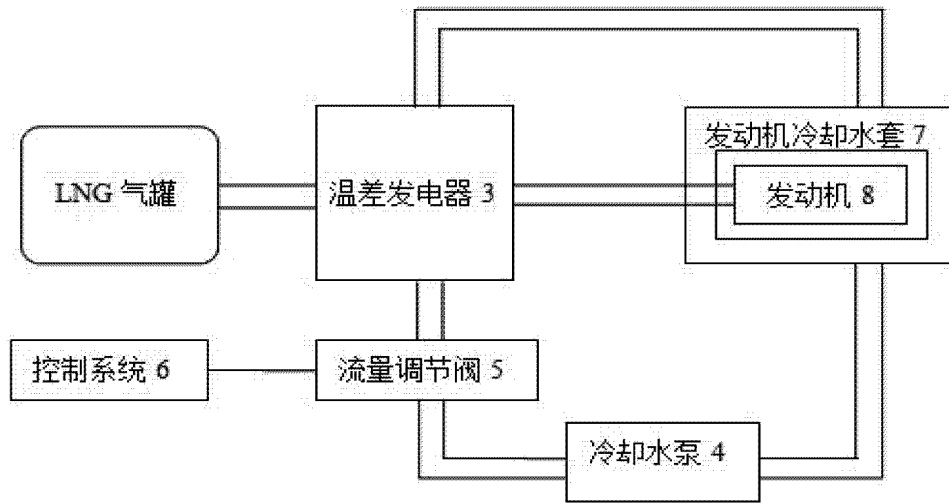 发动机冷却水套 7
LNG 气罐
温差发电器 3
发动机 8
控制系统 6
流量调节阀 5
冷却水泵 4